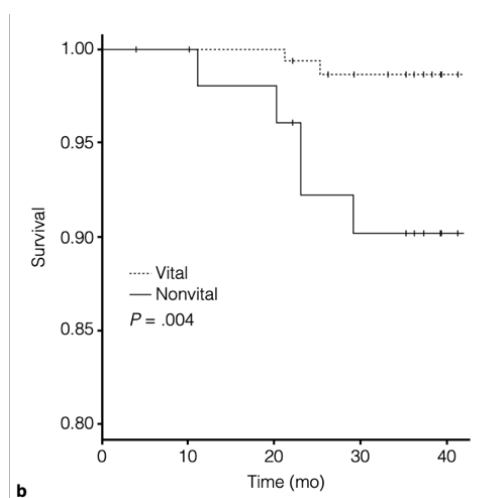 1.00
0.95
0.90
0.85
0.80
Survival
Vital
Nonvital
P = .004
0 10 20 30 40
Time (mo)
b